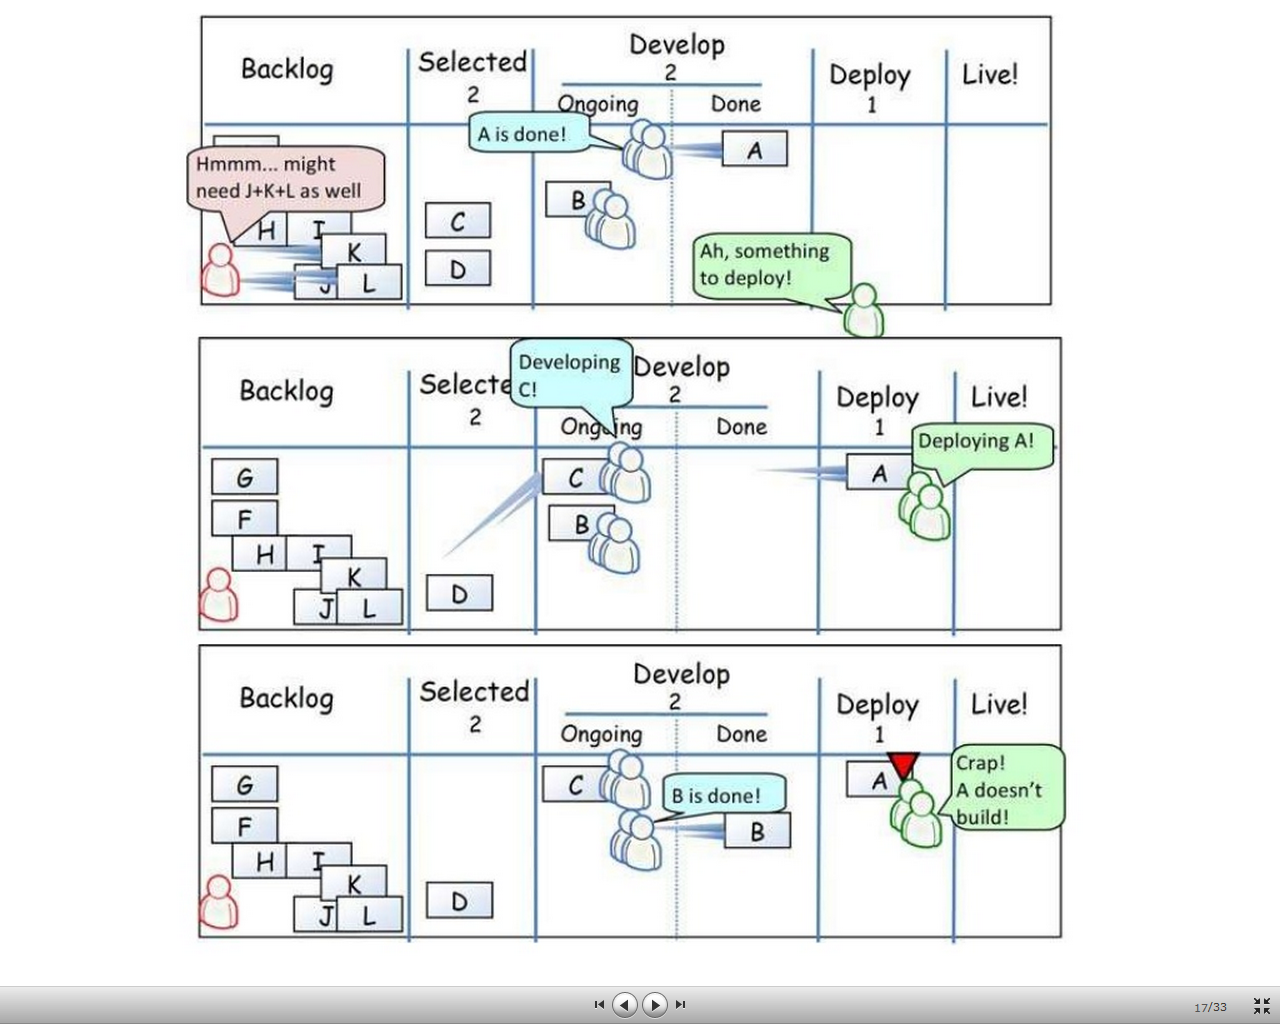 Develop
Backlog
Selected
2
Deploy
Live!
2
1
Ongoing
Done
A is done!
A
Hmmm... might
need J+K+L as well
B
H
I
C
K
Ah, something
to deploy!
D
J
L
Developing
C!
Develop
Backlog
Selecte
2
Deploy
Live!
2
1
Ongoing
Done
Deploying A!
G
C
A
F
B
H
I
K
D
J
L
Develop
Backlog
Selected
2
Deploy
Live!
2
1
Ongoing
Done
Crap!
A doesn't
build!
G
C
B is done!
A
F
B
H
I
K
D
J
L
17/33